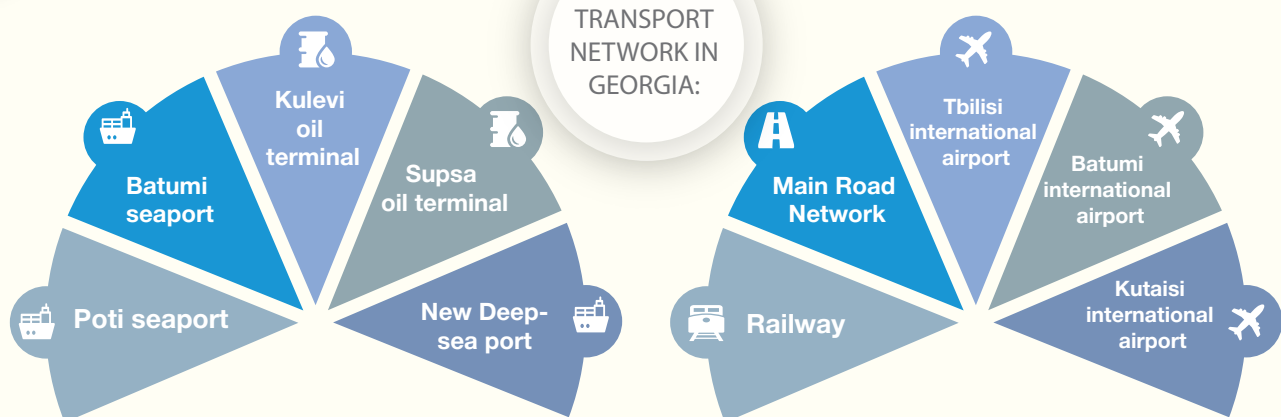 TRANSPORT
NETWORK IN
GEORGIA:
Poti seaport
Batumi
seaport
Kulevi
oil
terminal
Supsa
oil terminal
New Deep-
sea port
Railway
Main Road
Network
Tbilisi
international
airport
Batumi
international
airport
Kutaisi
international
airport